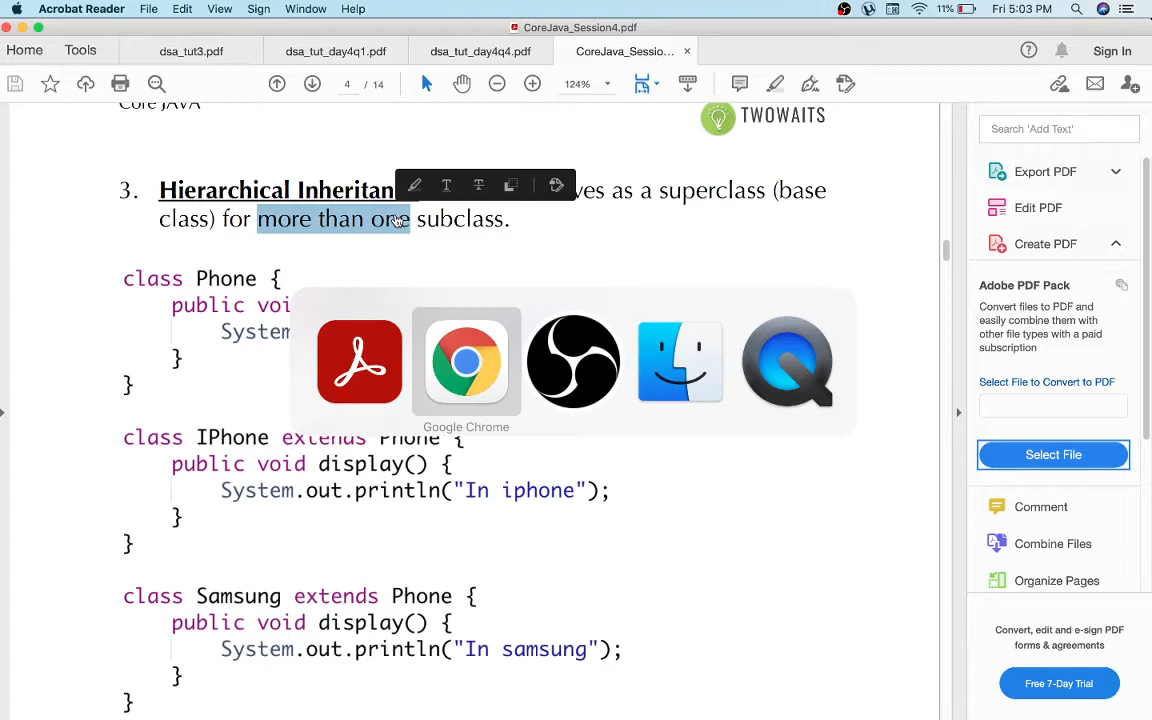 Acrobat Reader File Edit View Sign Window Help 11% Fri 5:03 PM
CoreJava_Session4.pdf
Home Tools dsa_tut3.pdf dsa_tut_day4q1.pdf dsa_tut_day4q4.pdf CoreJava_Sessio... × Sign In
4 / 14 124%
Core JAVA
TWOWAITS
3. Hierarchical Inheritan ves as a superclass (base
class) for more than one subclass.
class Phone {
public voi
System
}
}
Google Chrome
class IPhone extends Phone {
public void display() {
System.out.println("In iphone");
}
}
class Samsung extends Phone {
public void display() {
System.out.println("In samsung");
}
}
Search 'Add Text'
Export PDF
Edit PDF
Create PDF
Adobe PDF Pack
Convert files to PDF and
easily combine them with
other file types with a paid
subscription
Select File to Convert to PDF
Select File
Comment
Combine Files
Organize Pages
Convert, edit and e-sign PDF
forms & agreements
Free 7-Day Trial